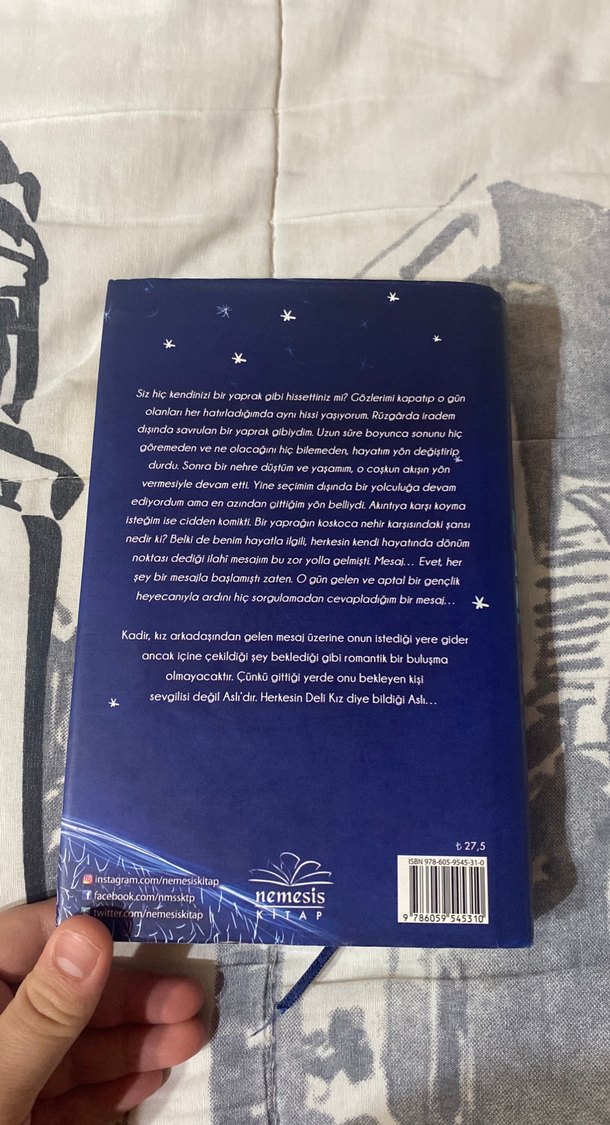 Siz hiç kendinizi bir yaprak gibi hissettiniz mi? Gözlerimi kapatıp o gün
olanları her hatırladığımda aynı hissi yaşıyorum. Rüzgârda iradem
dışında savrulan bir yaprak gibiydim. Uzun süre boyunca sonunu hiç
göremeden ve ne olacağını hiç bilemeden, hayatım yön değiştirip
durdu. Sonra bir nehre düştüm ve yaşamım, o coşkun akışın yön
vermesiyle devam etti. Yine seçimim dışında bir yolculuğa devam
ediyordum ama en azından gittiğim yön belliydi. Akıntıya karşı koyma
isteğim ise cidden komikti. Bir yaprağın koskoca nehir karşısındaki şansı
nedir ki? Belki de benim hayatla ilgili, herkesin kendi hayatında dönüm
noktası dediği ilahî mesajım bu zor yolla gelmişti. Mesaj... Evet, her
şey bir mesajla başlamıştı zaten. O gün gelen ve aptal bir gençlik
heyecanıyla ardını hiç sorgulamadan cevapladığım bir mesaj...
Kadir, kız arkadaşından gelen mesaj üzerine onun istediği yere gider
ancak içine çekildiği şey beklediği gibi romantik bir buluşma
olmayacaktır. Çünkü gittiği yerde onu bekleyen kişi
sevgilisi değil Aslı'dır. Herkesin Deli Kız diye bildiği Aslı...
₺ 27,5
ISBN 978-605-9545-31-0
9 786059 545310
instagram.com/nemesiskitap
facebook.com/nmssktp
twitter.com/nemesiskitap
nemesis
KİTAP